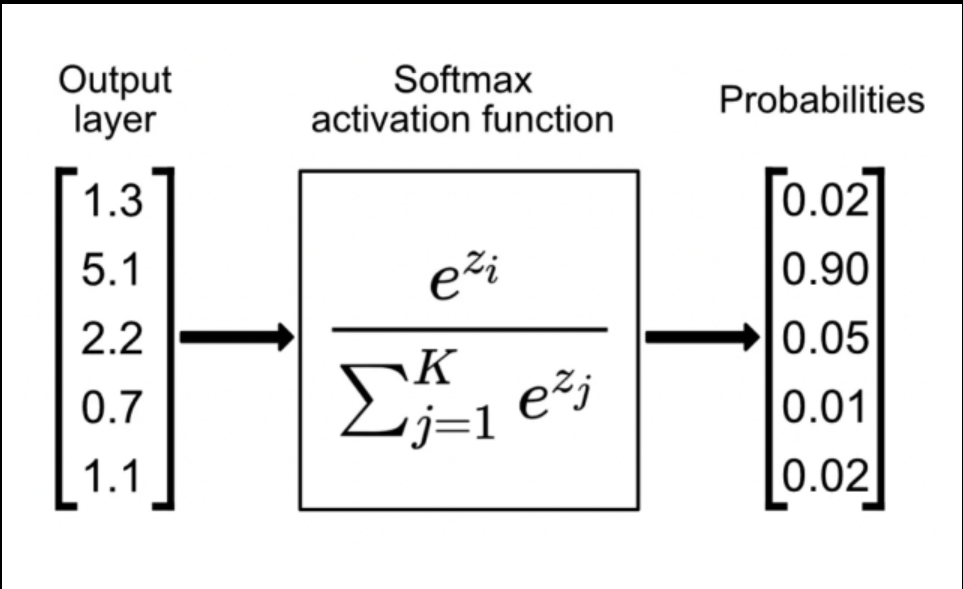 Output
layer
1.3
5.1
2.2
0.7
1.1
Softmax
activation function
e^{z_i}
∑_{j=1}^{K} e^{z_j}
Probabilities
0.02
0.90
0.05
0.01
0.02